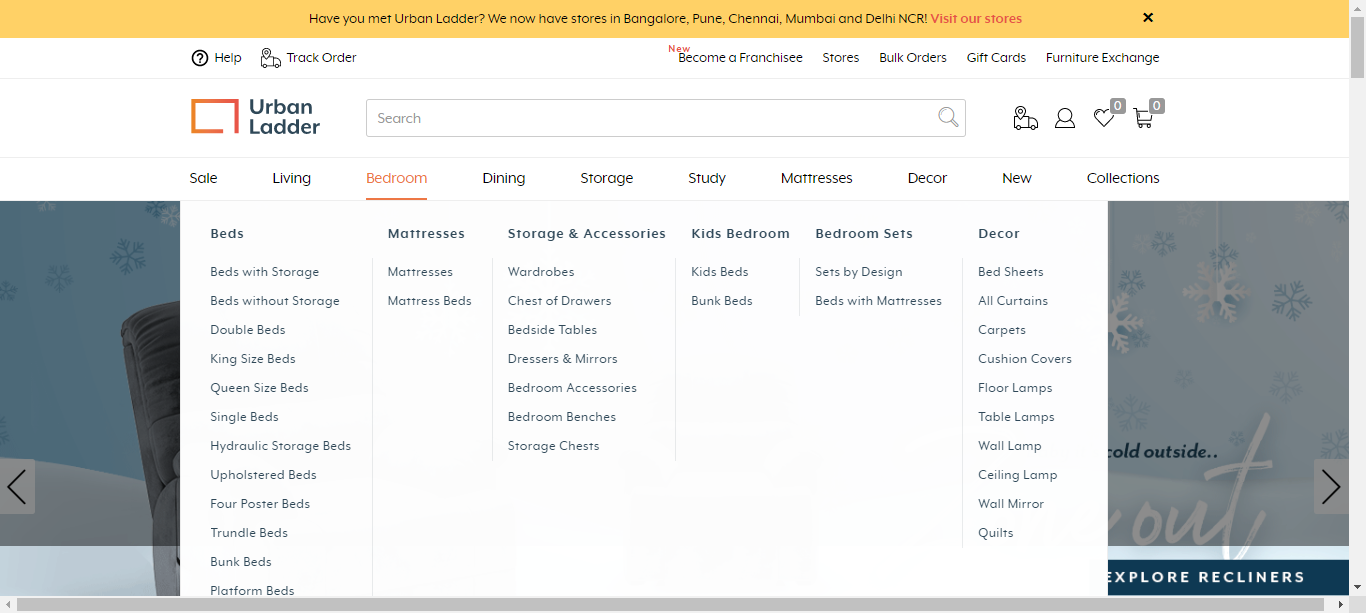 Have you met Urban Ladder? We now have stores in Bangalore, Pune, Chennai, Mumbai and Delhi NCR! Visit our stores
Help
Track Order
New
Become a Franchisee
Stores
Bulk Orders
Gift Cards
Furniture Exchange
Urban
Ladder
Search
0
0
Sale
Living
Bedroom
Dining
Storage
Study
Mattresses
Decor
New
Collections
Beds
Beds with Storage
Beds without Storage
Double Beds
King Size Beds
Queen Size Beds
Single Beds
Hydraulic Storage Beds
Upholstered Beds
Four Poster Beds
Trundle Beds
Bunk Beds
Platform Beds
Mattresses
Mattresses
Mattress Beds
Storage & Accessories
Wardrobes
Chest of Drawers
Bedside Tables
Dressers & Mirrors
Bedroom Accessories
Bedroom Benches
Storage Chests
Kids Bedroom
Kids Beds
Bunk Beds
Bedroom Sets
Sets by Design
Beds with Mattresses
Decor
Bed Sheets
All Curtains
Carpets
Cushion Covers
Floor Lamps
Table Lamps
Wall Lamp
Ceiling Lamp
Wall Mirror
Quilts
cold outside..
out
EXPLORE RECLINERS